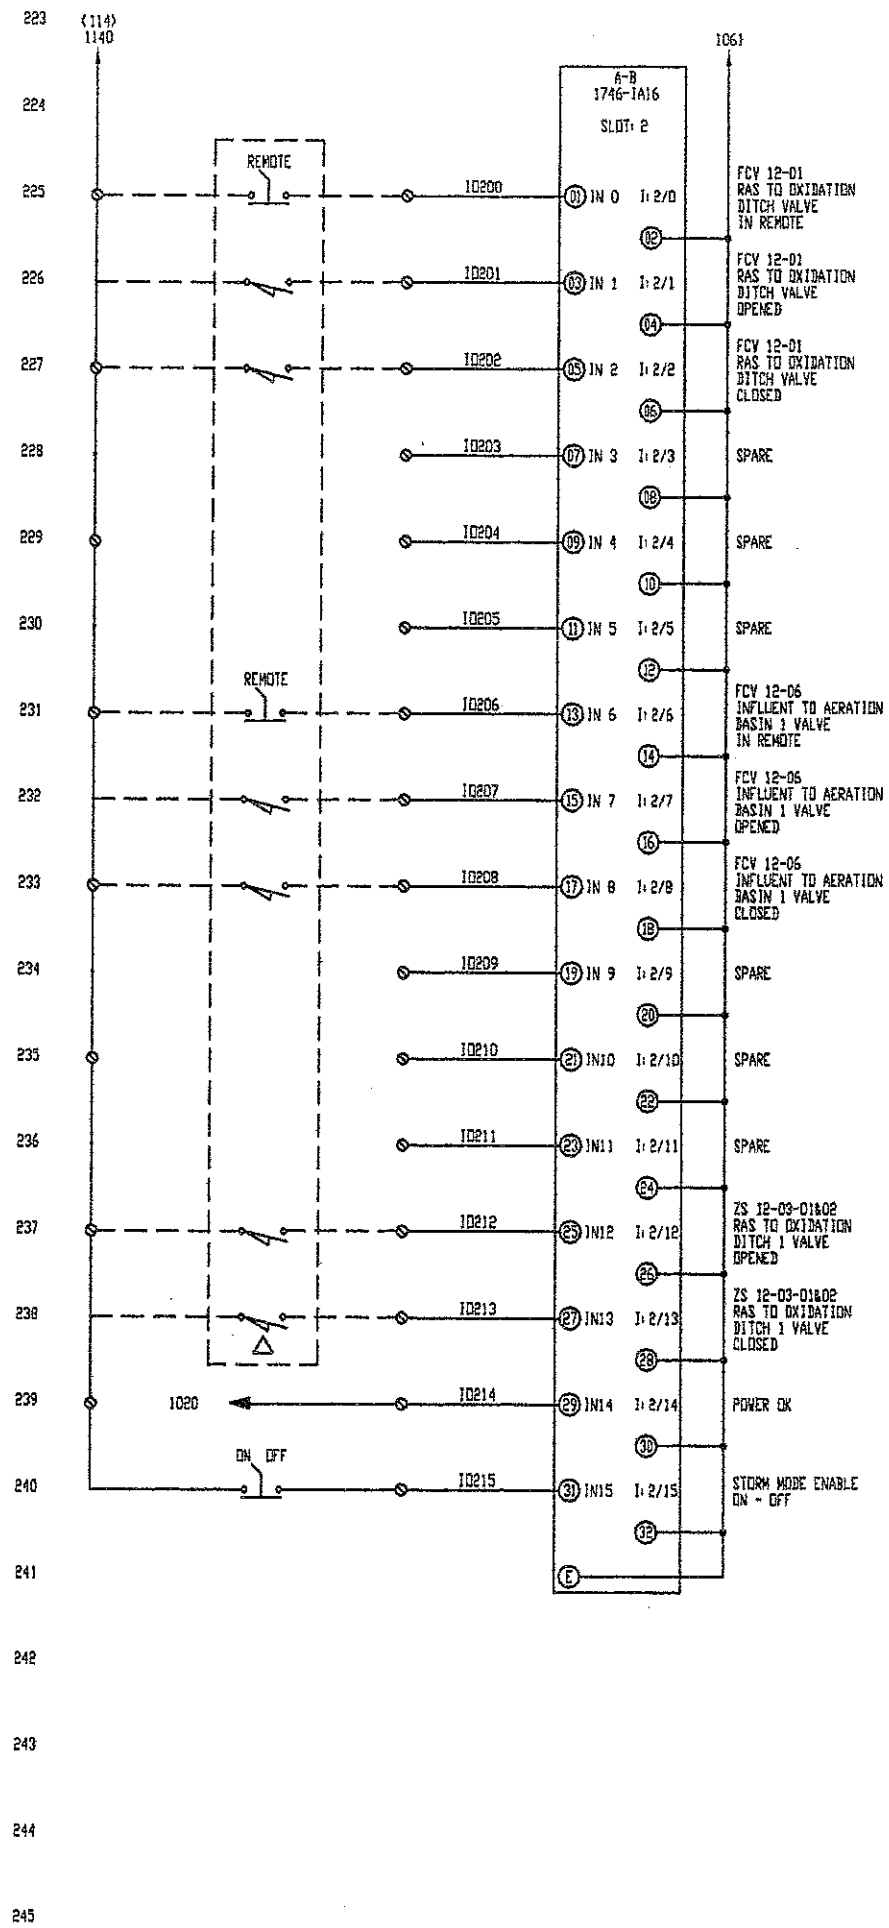 223 (114)
1140 1061
A-B
1746-IA16
SLOT: 2
224
REMOTE
225 ID200 01 IN 0 I:2/0 FCV 12-01
RAS TO OXIDATION
DITCH VALVE
IN REMOTE
02
226 ID201 03 IN 1 I:2/1 FCV 12-01
RAS TO OXIDATION
DITCH VALVE
OPENED
04
227 ID202 05 IN 2 I:2/2 FCV 12-01
RAS TO OXIDATION
DITCH VALVE
CLOSED
06
228 ID203 07 IN 3 I:2/3 SPARE
08
229 ID204 09 IN 4 I:2/4 SPARE
10
230 ID205 11 IN 5 I:2/5 SPARE
12
REMOTE
231 ID206 13 IN 6 I:2/6 FCV 12-06
INFLUENT TO AERATION
BASIN 1 VALVE
IN REMOTE
14
232 ID207 15 IN 7 I:2/7 FCV 12-06
INFLUENT TO AERATION
BASIN 1 VALVE
OPENED
16
233 ID208 17 IN 8 I:2/8 FCV 12-06
INFLUENT TO AERATION
BASIN 1 VALVE
CLOSED
18
234 ID209 19 IN 9 I:2/9 SPARE
20
235 ID210 21 IN10 I:2/10 SPARE
22
236 ID211 23 IN11 I:2/11 SPARE
24
237 ID212 25 IN12 I:2/12 ZS 12-03-01&02
RAS TO OXIDATION
DITCH 1 VALVE
OPENED
26
238 ID213 27 IN13 I:2/13 ZS 12-03-01&02
RAS TO OXIDATION
DITCH 1 VALVE
CLOSED
28
239 1020 ID214 29 IN14 I:2/14 POWER OK
30
ON OFF
240 ID215 31 IN15 I:2/15 STORM MODE ENABLE
ON - OFF
32
241 E
242
243
244
245